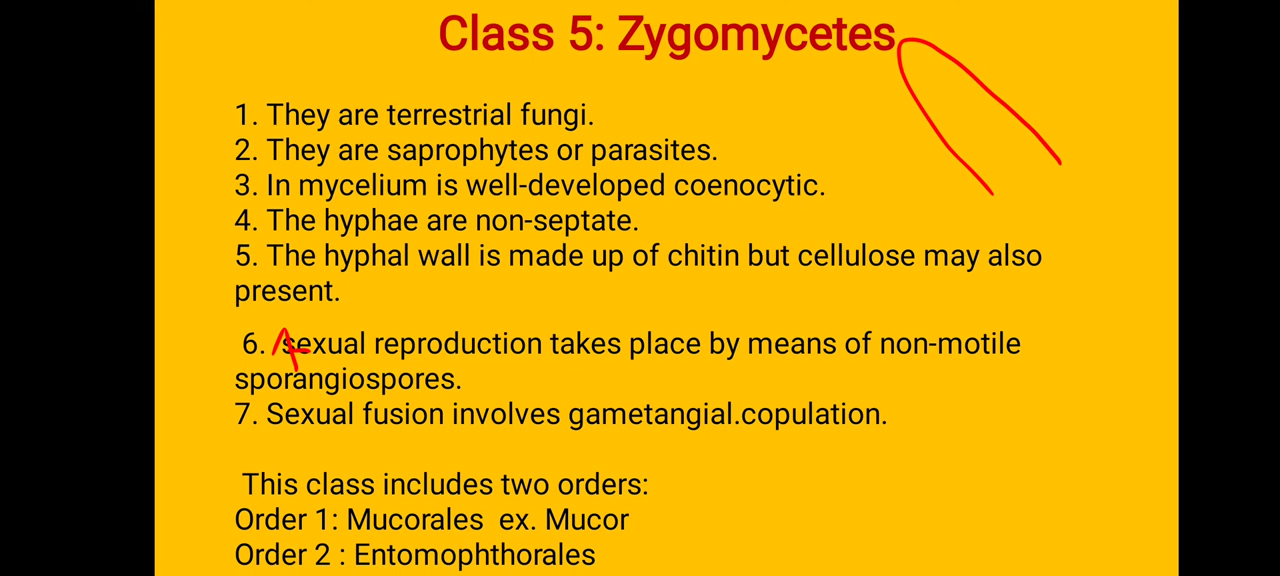 Class 5: Zygomycetes
1. They are terrestrial fungi.
2. They are saprophytes or parasites.
3. In mycelium is well-developed coenocytic.
4. The hyphae are non-septate.
5. The hyphal wall is made up of chitin but cellulose may also
present.
6. Asexual reproduction takes place by means of non-motile
sporangiospores.
7. Sexual fusion involves gametangial.copulation.
This class includes two orders:
Order 1: Mucorales ex. Mucor
Order 2 : Entomophthorales